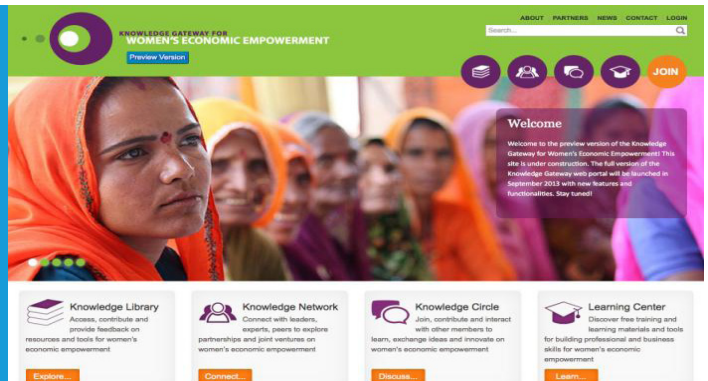 ABOUT PARTNERS NEWS CONTACT LOGIN
Search...
KNOWLEDGE GATEWAY FOR
WOMEN'S ECONOMIC EMPOWERMENT
Preview Version
JOIN
Welcome
Welcome to the preview version of the Knowledge
Gateway for Women's Economic Empowerment! This
site is under construction. The full version of the
Knowledge Gateway web portal will be launched in
September 2013 with new features and
functionalities. Stay tuned!
Knowledge Library
Access, contribute and
provide feedback on
resources and tools for women's
economic empowerment
Explore...
Knowledge Network
Connect with leaders,
experts, peers to explore
partnerships and joint ventures on
women's economic empowerment
Connect...
Knowledge Circle
Join, contribute and interact
with other members to
learn, exchange ideas and innovate on
women's economic empowerment
Discuss...
Learning Center
Discover free training and
learning materials and tools
for building professional and business
skills for women's economic
empowerment
Learn...